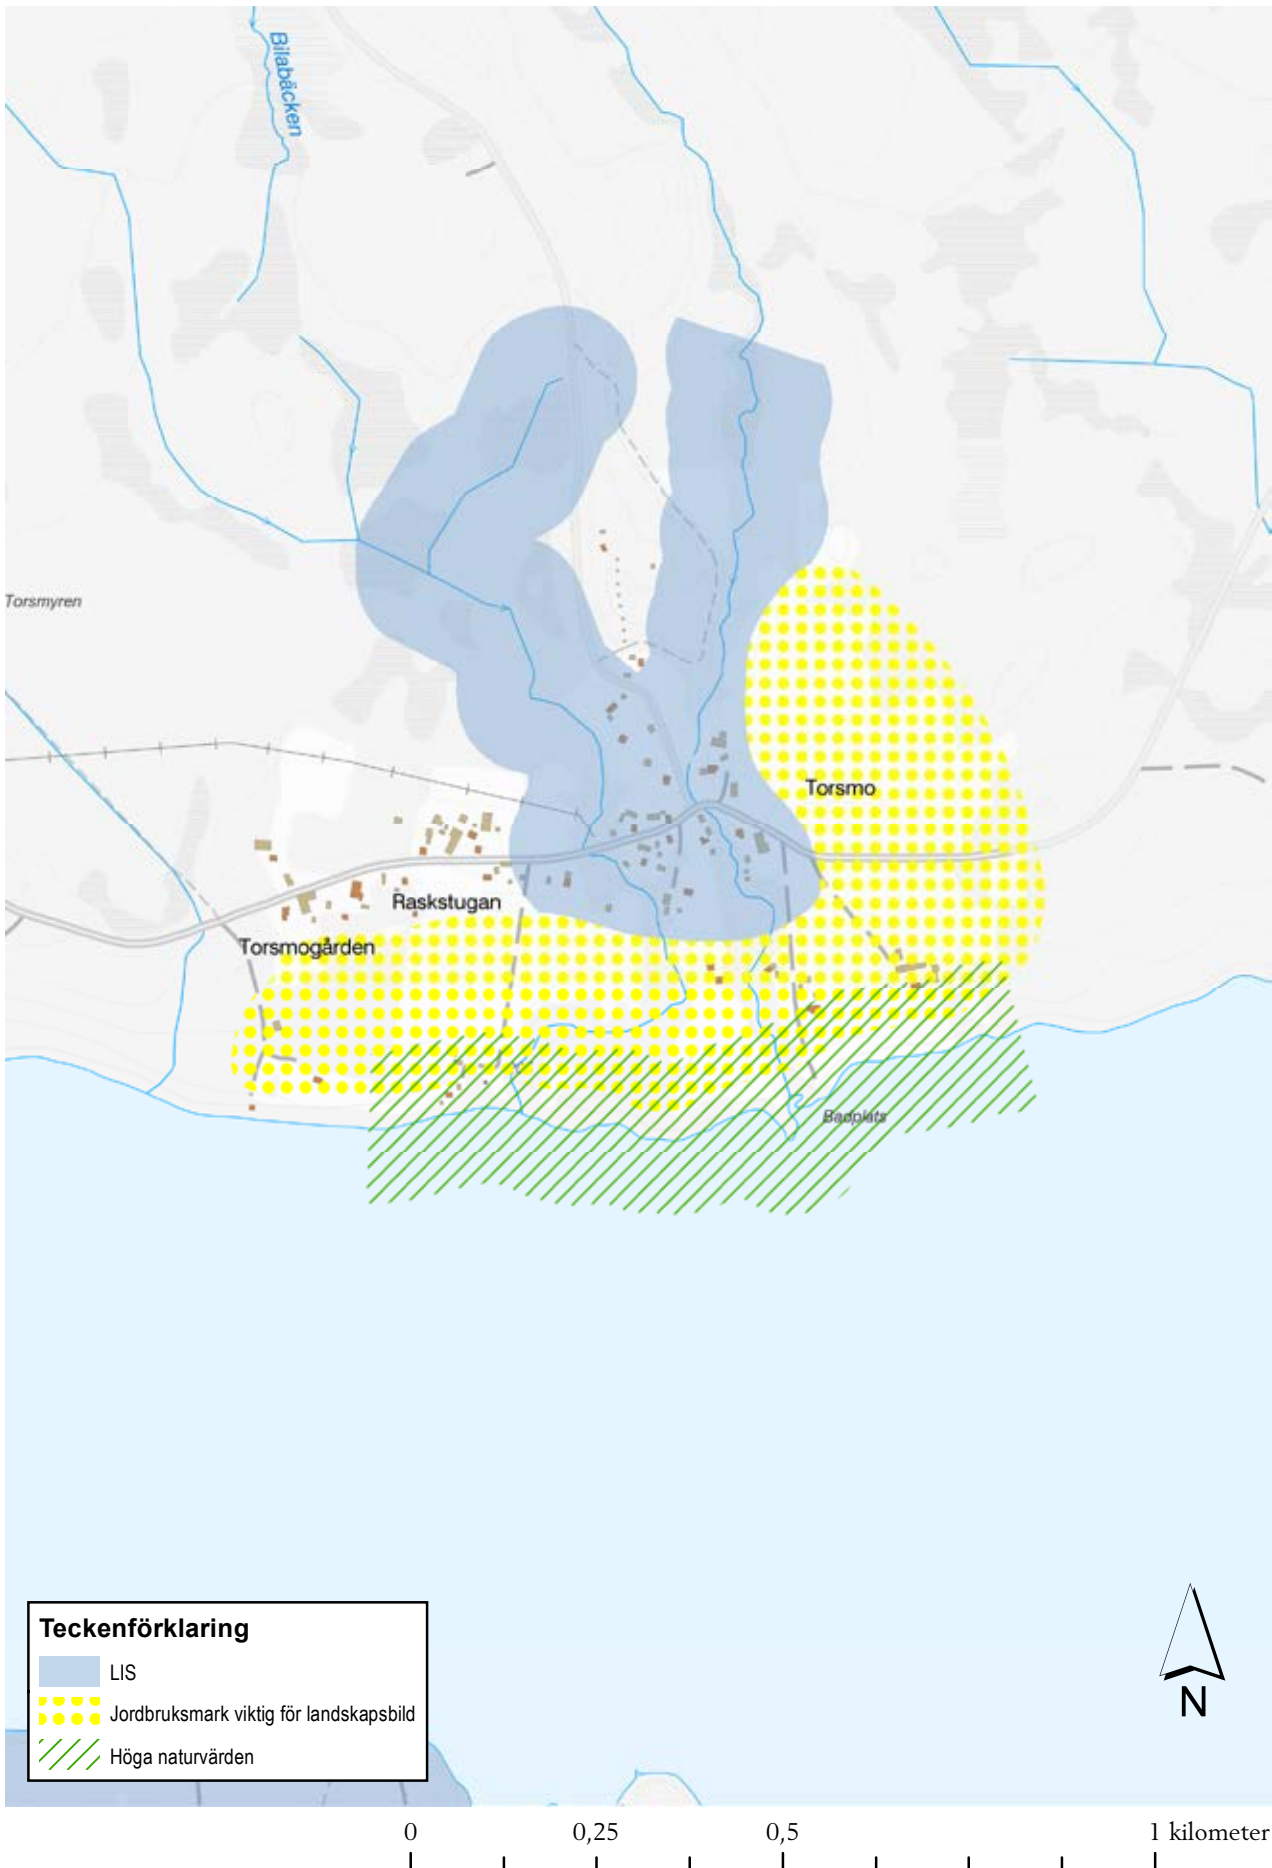 Bilabäcken
Torsmyren
Torsmo
Raskstugan
Torsmogården
Badplats
Teckenförklaring
LIS
Jordbruksmark viktig för landskapsbild
Höga naturvärden
N
0 0,25 0,5 1 kilometer